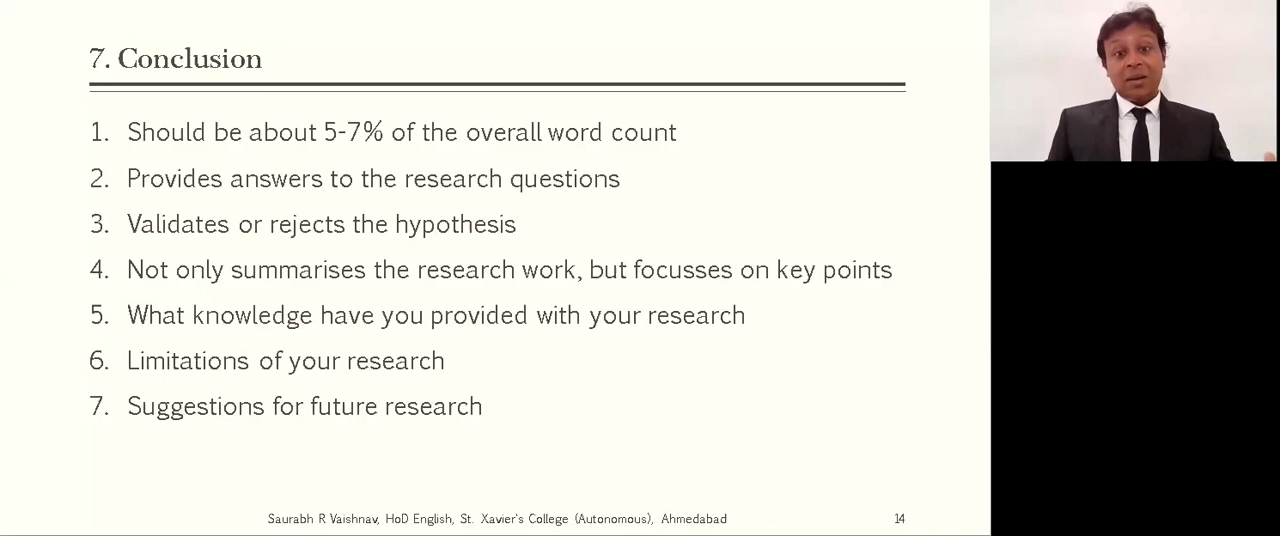 7. Conclusion
1. Should be about 5-7% of the overall word count
2. Provides answers to the research questions
3. Validates or rejects the hypothesis
4. Not only summarises the research work, but focusses on key points
5. What knowledge have you provided with your research
6. Limitations of your research
7. Suggestions for future research
Saurabh R Vaishnav, HoD English, St. Xavier's College (Autonomous), Ahmedabad 14